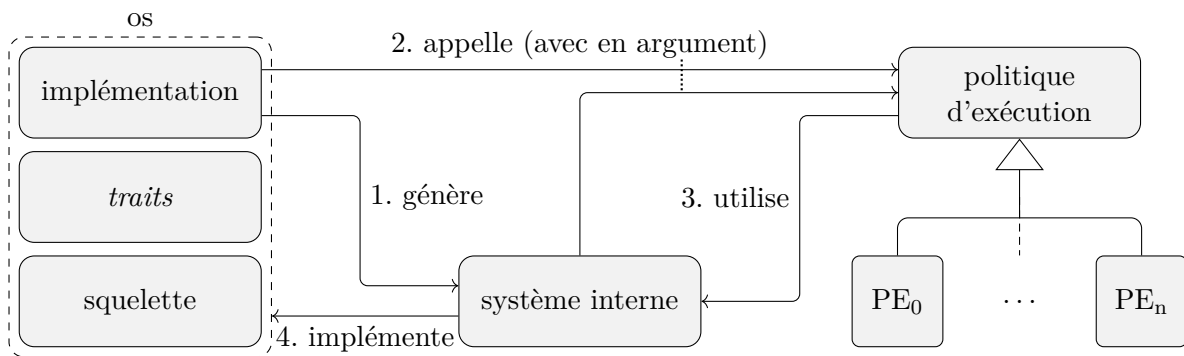 os
2. appelle (avec en argument)
implémentation
politique
d'exécution
traits
1. génère
3. utilise
squelette
système interne
PE0
...
PEn
4. implémente